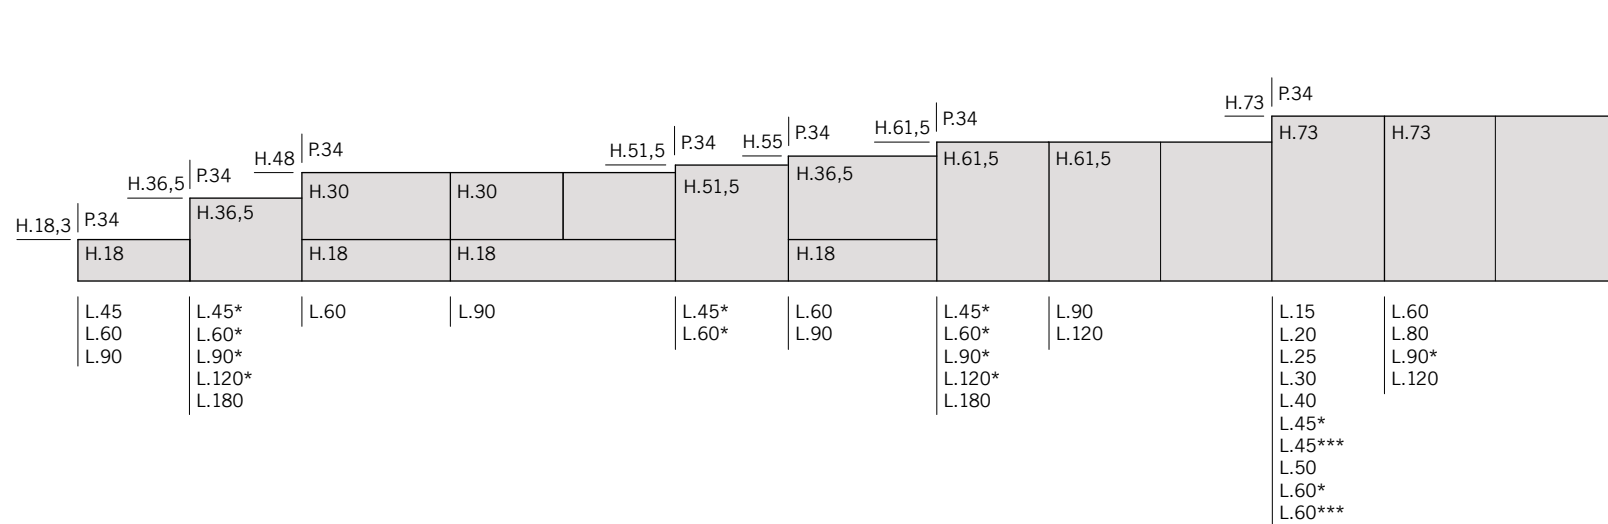 H.18,3
P.34
H.18
L.45
L.60
L.90
H.36,5
P.34
H.36,5
L.45*
L.60*
L.90*
L.120*
L.180
H.48
P.34
H.30
H.18
L.60
H.30
H.18
L.90
H.51,5
P.34
H.51,5
L.45*
L.60*
H.55
P.34
H.36,5
H.18
L.60
L.90
H.61,5
P.34
H.61,5
L.45*
L.60*
L.90*
L.120*
L.180
H.61,5
L.90
L.120
H.73
P.34
H.73
L.15
L.20
L.25
L.30
L.40
L.45*
L.45***
L.50
L.60*
L.60***
H.73
L.60
L.80
L.90*
L.120